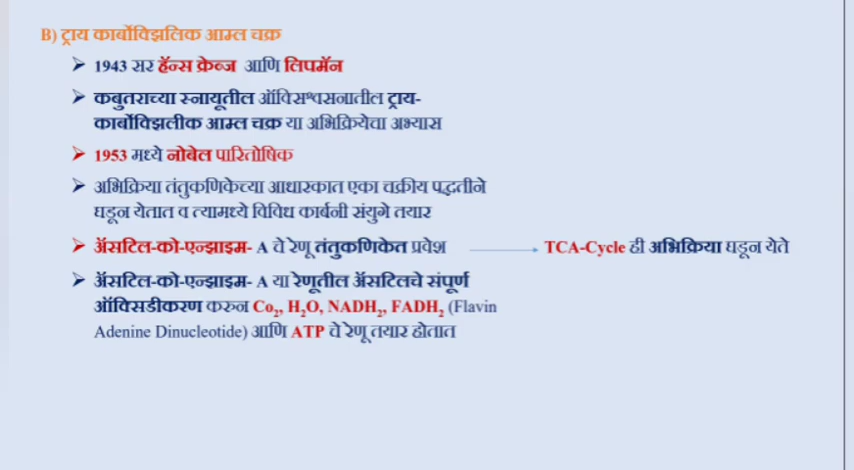 B) ट्राय कार्बोक्झिलिक आम्ल चक्र
➤ 1943 सर हॅन्स क्रेब्ज आणि लिपमॅन
➤ कबुतराच्या स्नायूतील ऑक्सिश्वसनातील ट्राय-
कार्बोक्झिलीक आम्ल चक्र या अभिक्रियेचा अभ्यास
➤ 1953 मध्ये नोबेल पारितोषिक
➤ अभिक्रिया तंतुकणिकेच्या आधारकात एका चक्रीय पद्धतीने
घडून येतात व त्यामध्ये विविध कार्बनी संयुगे तयार
➤ ॲसटिल-को-एन्झाइम- A चे रेणू तंतुकणिकेत प्रवेश → TCA-Cycle ही अभिक्रिया घडून येते
➤ ॲसटिल-को-एन्झाइम- A या रेणूतील ॲसटिलचे संपूर्ण
ऑक्सिडीकरण करुन Co₂, H₂O, NADH₂, FADH₂ (Flavin
Adenine Dinucleotide) आणि ATP चे रेणू तयार होतात